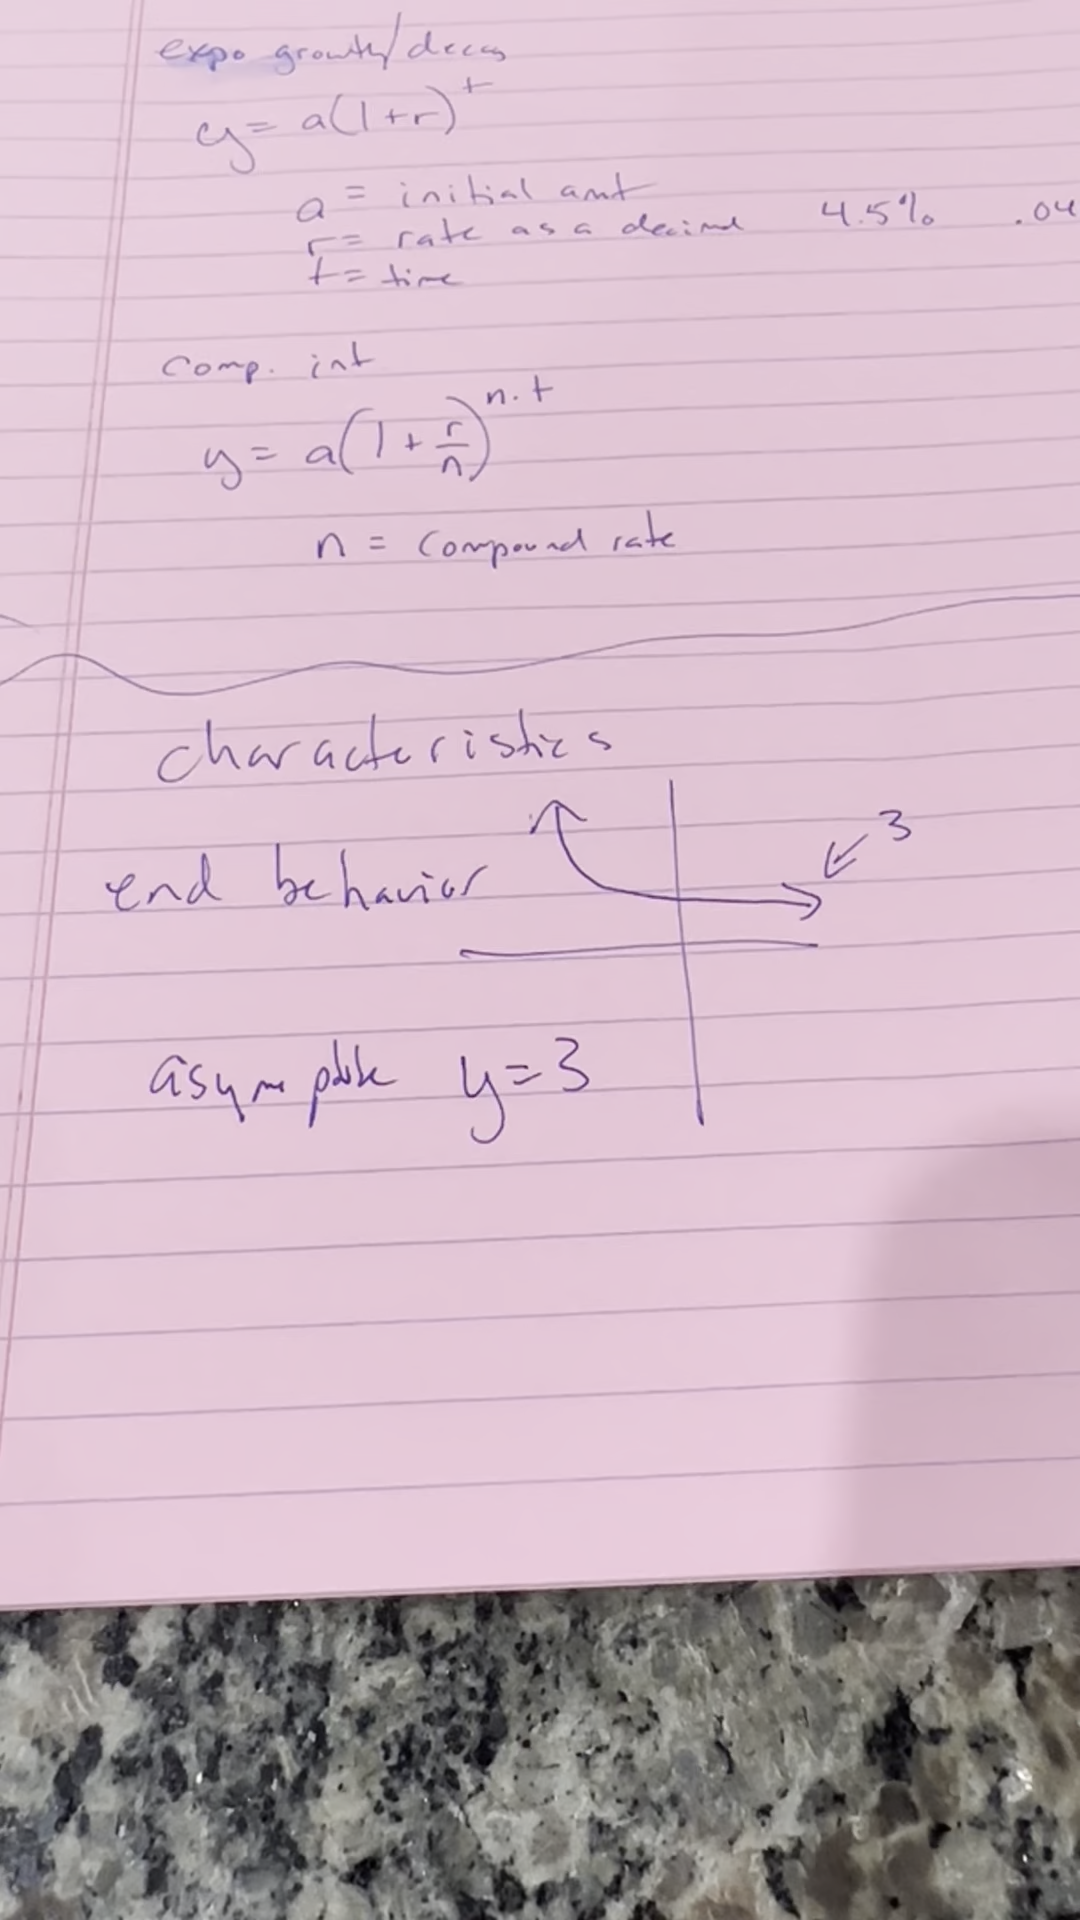 expo growth/decay
y = a(1+r)^t
a = initial amt
r = rate as a decimal 4.5% .04
t = time
comp. int
y = a(1 + r/n)^n·t
n = compound rate
characteristics
3
end behavior
asymptote y=3